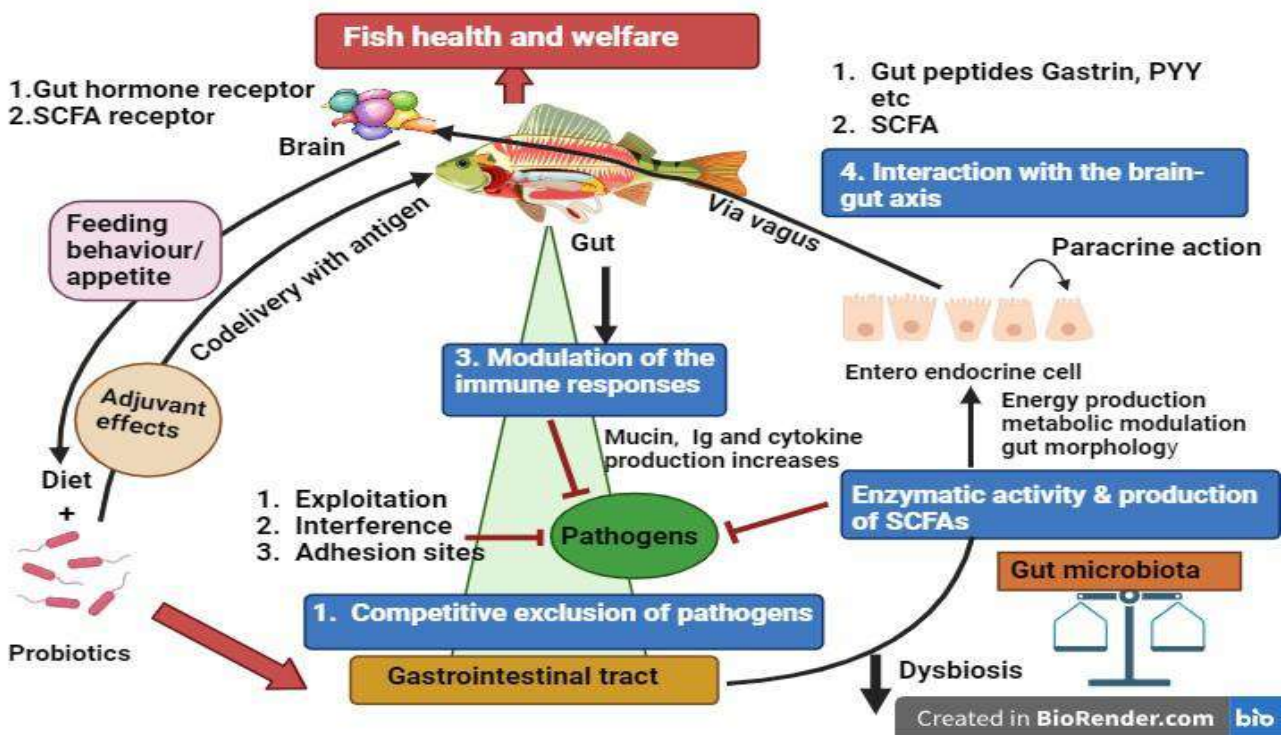 Fish health and welfare
1.Gut hormone receptor
2.SCFA receptor
Brain
1. Gut peptides Gastrin, PYY
etc
2. SCFA
4. Interaction with the brain-
gut axis
Feeding
behaviour/
appetite
Codelivery with antigen
Gut
Via vagus
Paracrine action
3. Modulation of the
immune responses
Entero endocrine cell
Adjuvant
effects
Mucin, Ig and cytokine
production increases
Energy production
metabolic modulation
gut morphology
Diet
+
1. Exploitation
2. Interference
3. Adhesion sites
Pathogens
Enzymatic activity & production
of SCFAs
Gut microbiota
1. Competitive exclusion of pathogens
Probiotics
Gastrointestinal tract
Dysbiosis
Created in BioRender.com bio